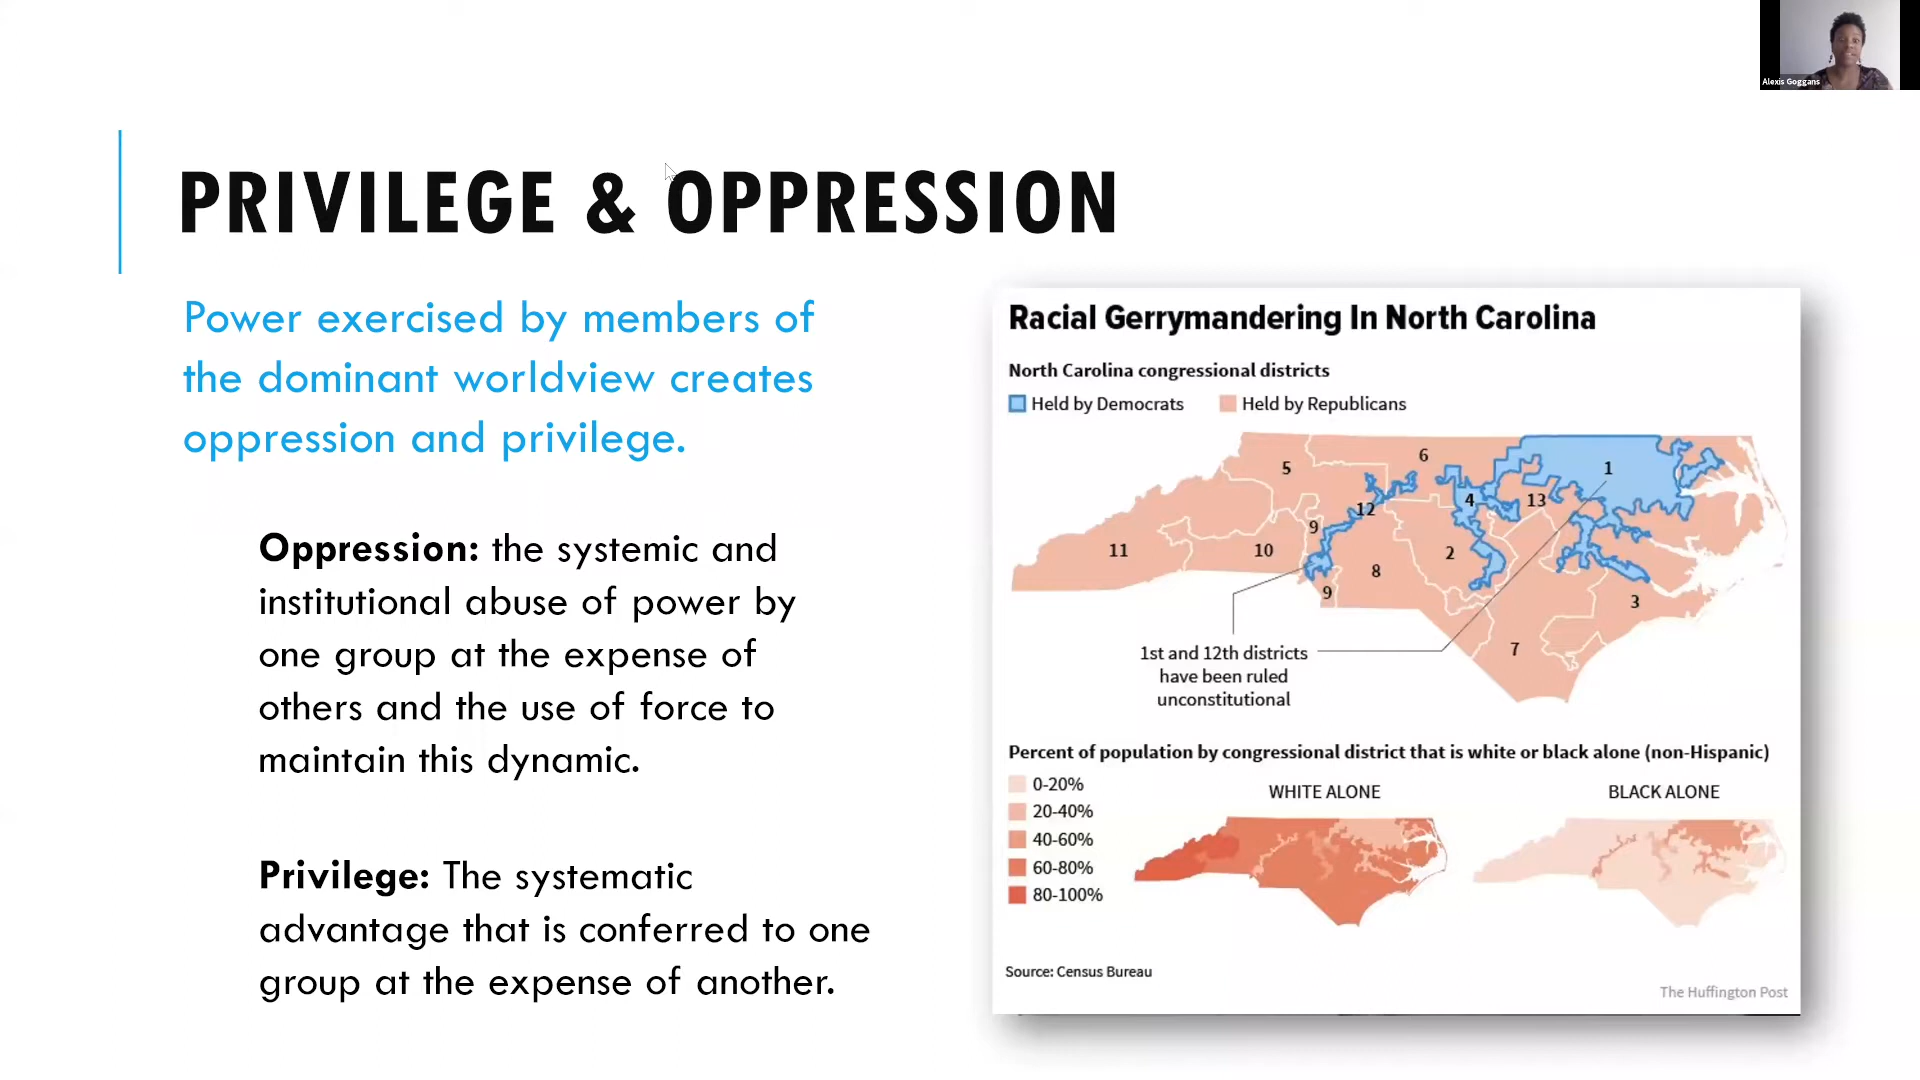 Alexis Goggans
PRIVILEGE & OPPRESSION
Power exercised by members of
the dominant worldview creates
oppression and privilege.
Oppression: the systemic and
institutional abuse of power by
one group at the expense of
others and the use of force to
maintain this dynamic.
Privilege: The systematic
advantage that is conferred to one
group at the expense of another.
Racial Gerrymandering In North Carolina
North Carolina congressional districts
Held by Democrats
Held by Republicans
6
5
1
4
13
12
9
11
10
2
8
9
3
7
1st and 12th districts
have been ruled
unconstitutional
Percent of population by congressional district that is white or black alone (non-Hispanic)
0-20%
20-40%
40-60%
60-80%
80-100%
WHITE ALONE
BLACK ALONE
Source: Census Bureau
The Huffington Post